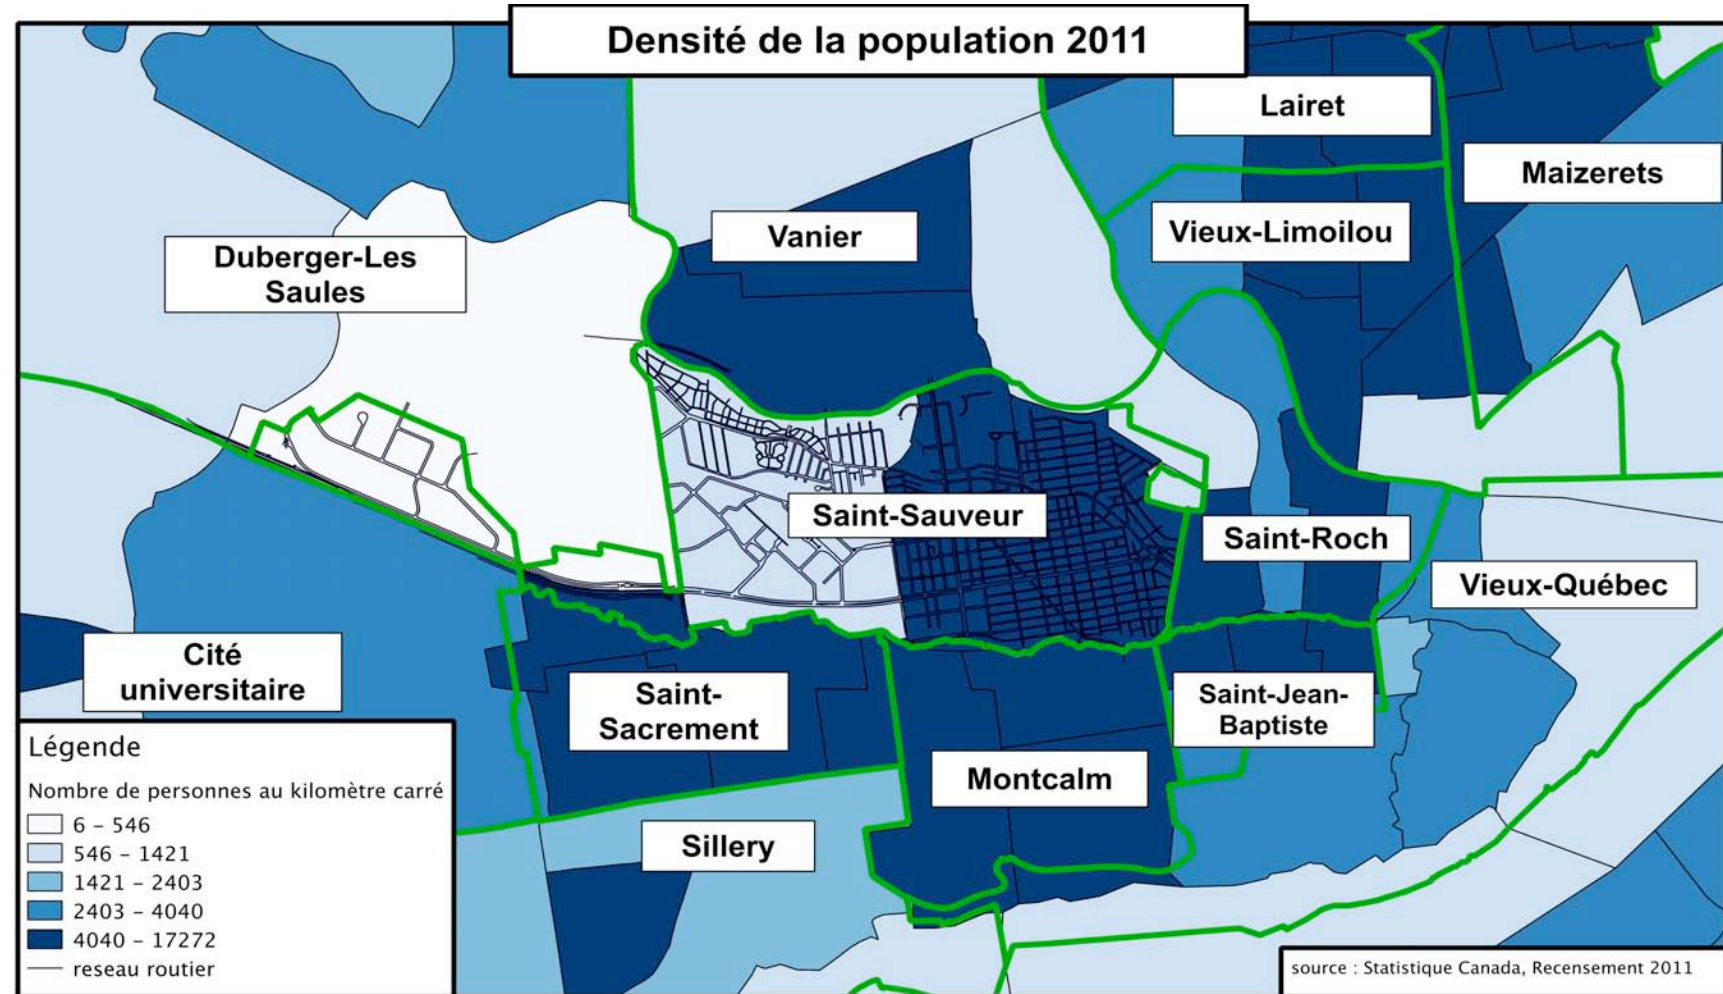 Densité de la population 2011
Lairet
Maizerets
Vanier
Vieux-Limoilou
Duberger-Les
Saules
Saint-Sauveur
Saint-Roch
Vieux-Québec
Cité
universitaire
Saint-
Sacrement
Saint-Jean-
Baptiste
Montcalm
Sillery
Légende
Nombre de personnes au kilomètre carré
6 – 546
546 – 1421
1421 – 2403
2403 – 4040
4040 – 17272
reseau routier
source : Statistique Canada, Recensement 2011